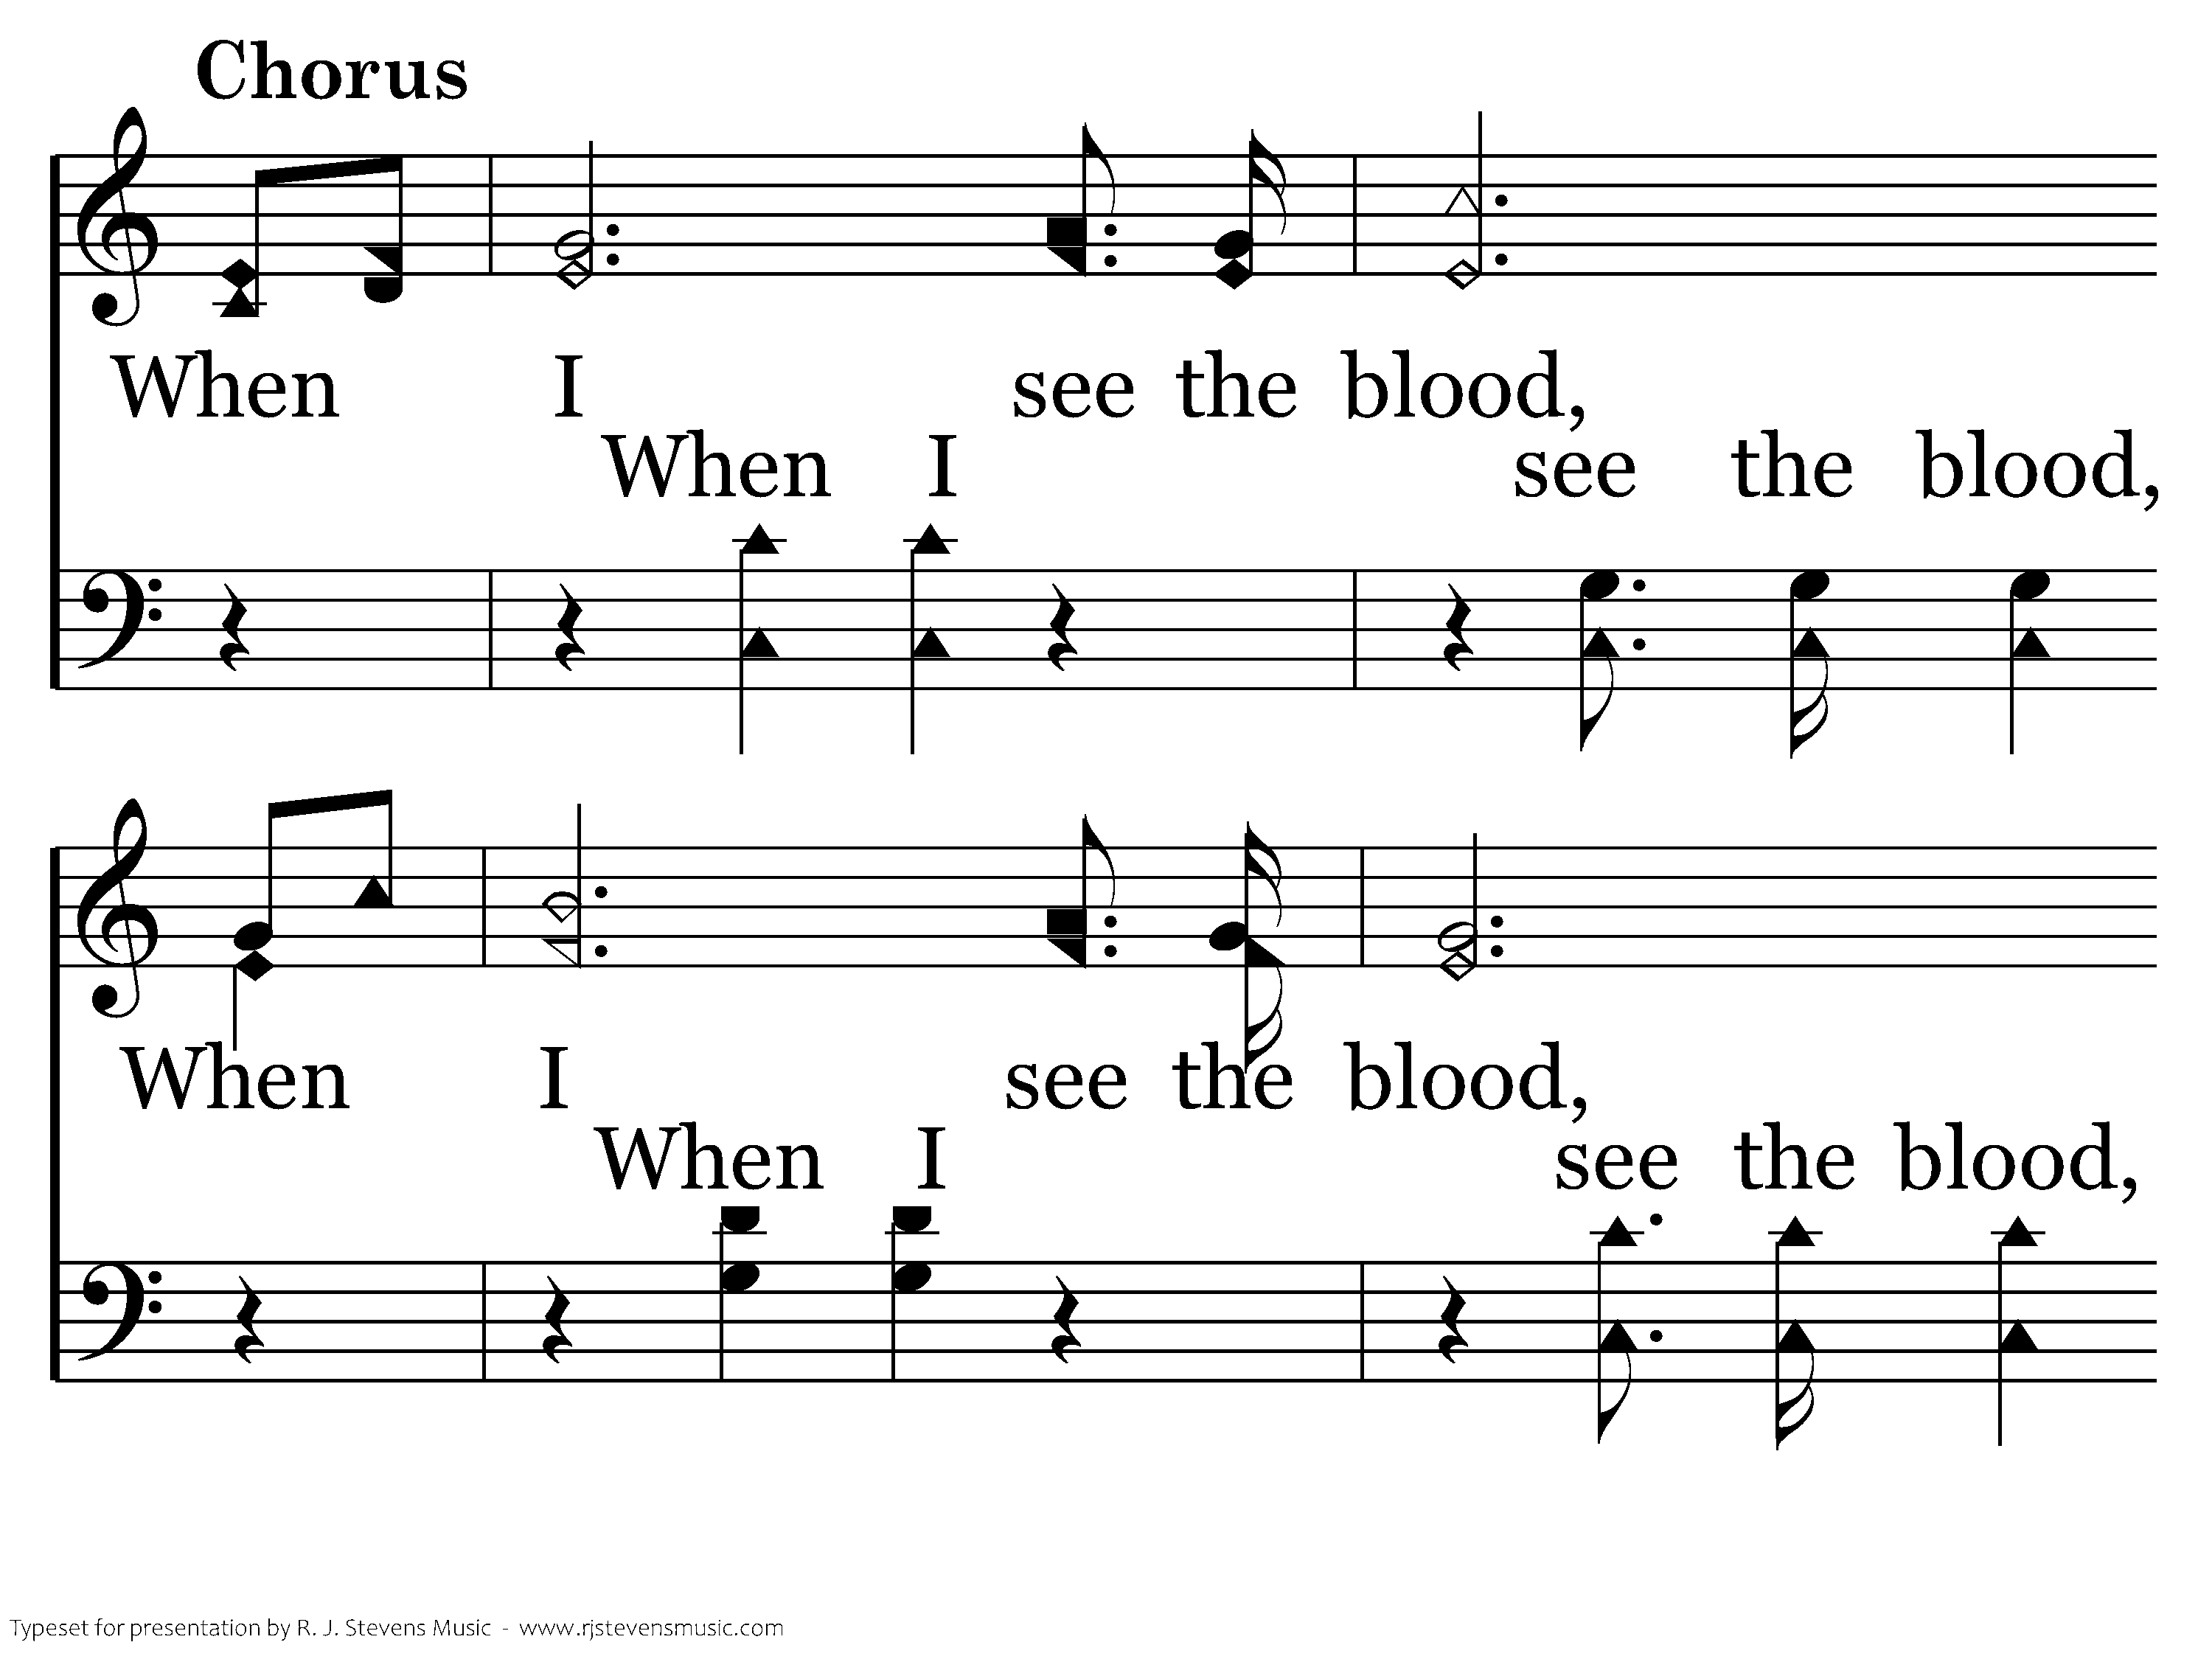 Chorus
When I see the blood,
When I see the blood,
When I see the blood,
When I see the blood,
Typeset for presentation by R. J. Stevens Music - www.rjstevensmusic.com